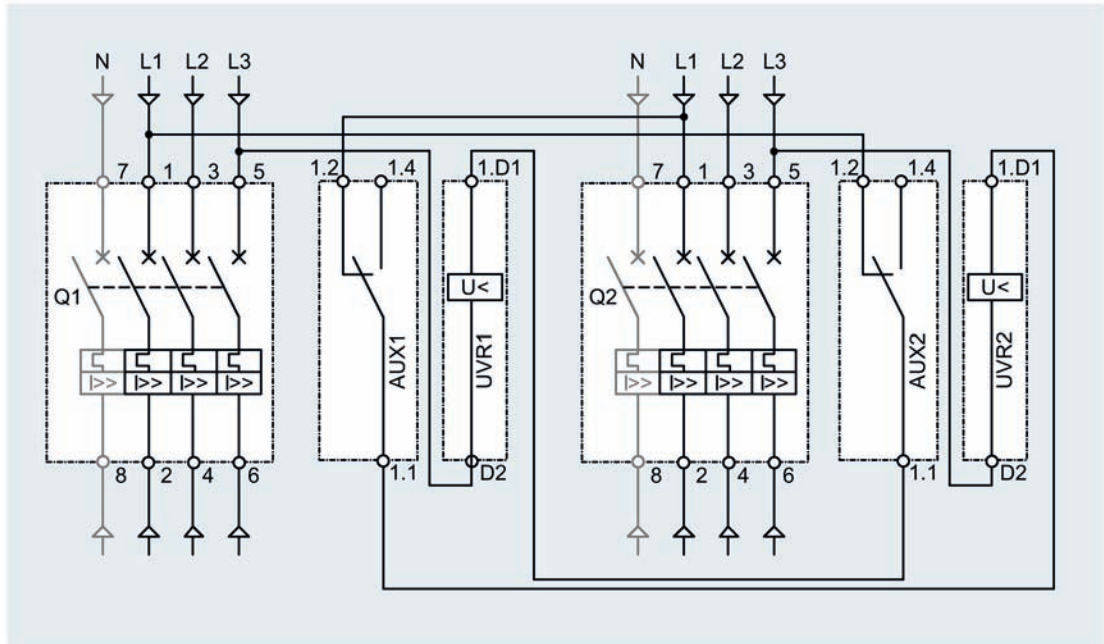 N L1 L2 L3 N L1 L2 L3
7 1 3 5 1.2 1.4 1.D1 7 1 3 5 1.2 1.4 1.D1
Q1 U< Q2 U<
I>> I>> I>> I>> AUX1 UVR1 I>> I>> I>> I>> AUX2 UVR2
8 2 4 6 1.1 D2 8 2 4 6 1.1 D2